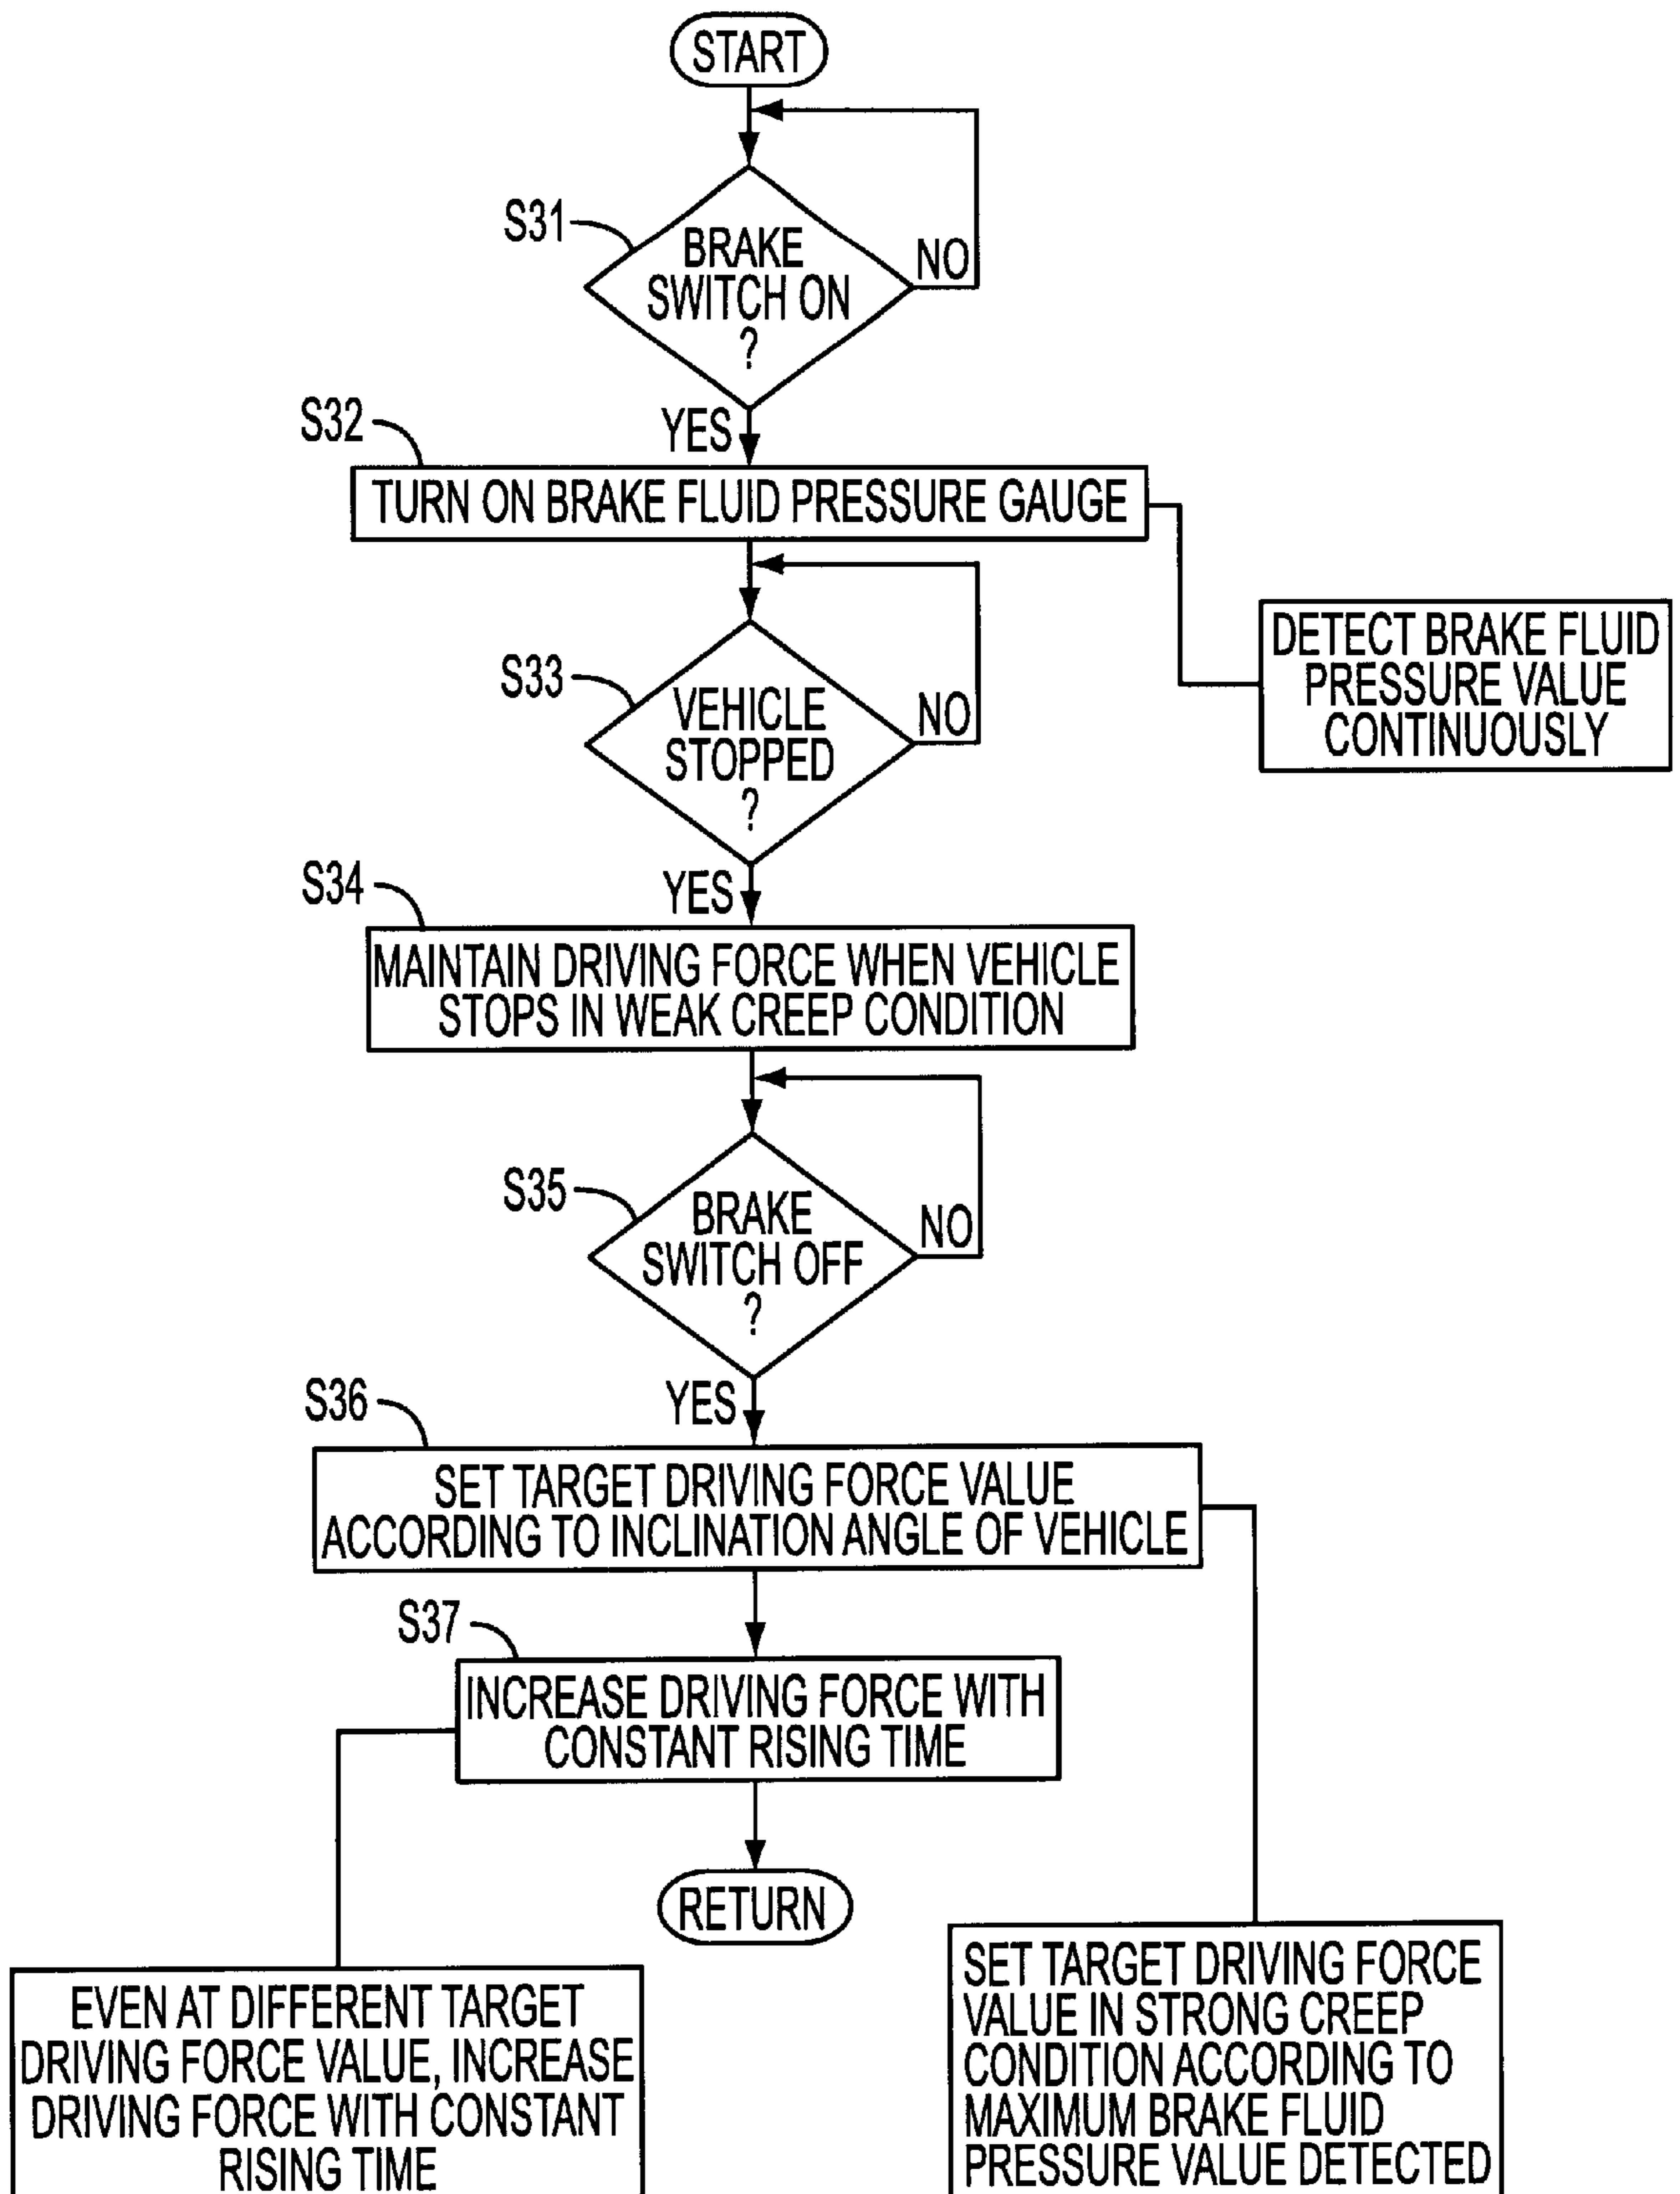 START
S31
BRAKE
SWITCH ON
?
NO
YES
S32
TURN ON BRAKE FLUID PRESSURE GAUGE
DETECT BRAKE FLUID
PRESSURE VALUE
CONTINUOUSLY
S33
VEHICLE
STOPPED
?
NO
YES
S34
MAINTAIN DRIVING FORCE WHEN VEHICLE
STOPS IN WEAK CREEP CONDITION
S35
BRAKE
SWITCH OFF
?
NO
YES
S36
SET TARGET DRIVING FORCE VALUE
ACCORDING TO INCLINATION ANGLE OF VEHICLE
S37
INCREASE DRIVING FORCE WITH
CONSTANT RISING TIME
RETURN
EVEN AT DIFFERENT TARGET
DRIVING FORCE VALUE, INCREASE
DRIVING FORCE WITH CONSTANT
RISING TIME
SET TARGET DRIVING FORCE
VALUE IN STRONG CREEP
CONDITION ACCORDING TO
MAXIMUM BRAKE FLUID
PRESSURE VALUE DETECTED